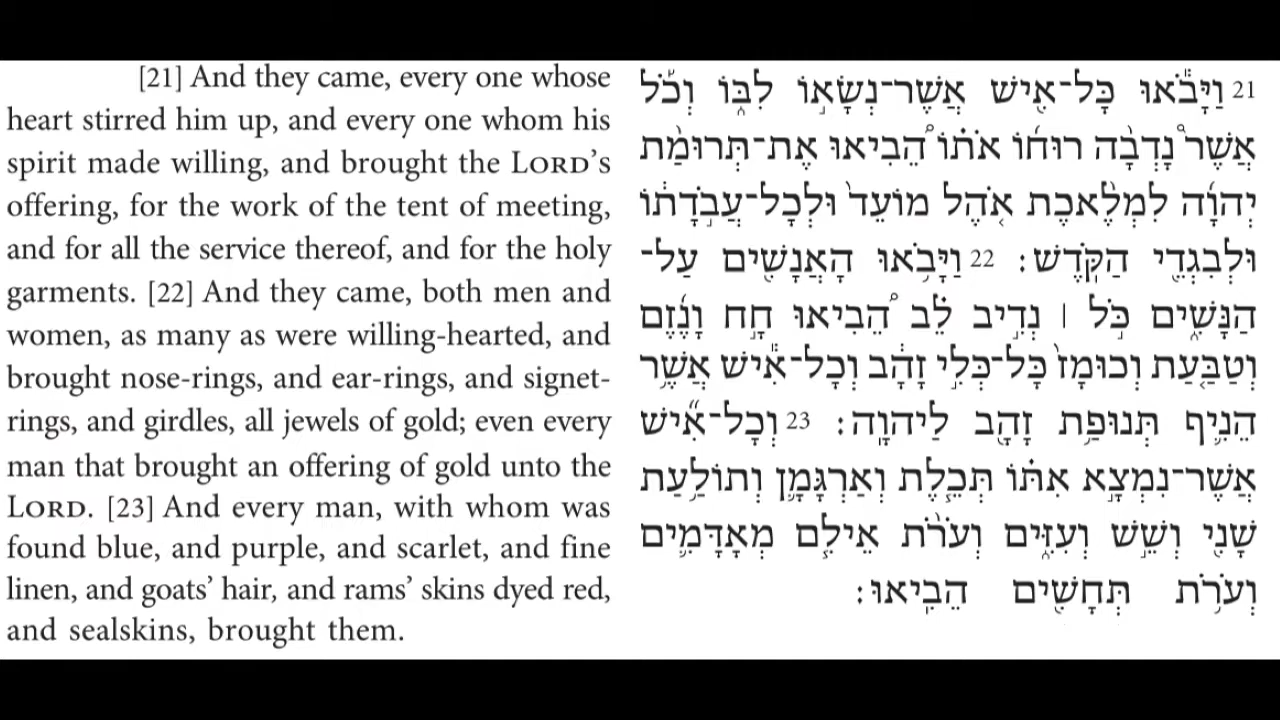 [21] And they came, every one whose
heart stirred him up, and every one whom his
spirit made willing, and brought the LORD’S
offering, for the work of the tent of meeting,
and for all the service thereof, and for the holy
garments. [22] And they came, both men and
women, as many as were willing-hearted, and
brought nose-rings, and ear-rings, and signet-
rings, and girdles, all jewels of gold; even every
man that brought an offering of gold unto the
LORD. [23] And every man, with whom was
found blue, and purple, and scarlet, and fine
linen, and goats’ hair, and rams’ skins dyed red,
and sealskins, brought them.
21 וַיָּבֹ֕אוּ כׇּל־אִ֖ישׁ אֲשֶׁר־נְשָׂא֣וֹ לִבּ֑וֹ וְכֹ֡ל
אֲשֶׁר֩ נָדְבָ֨ה רוּח֜וֹ אֹת֗וֹ הֵ֠בִ֠יאוּ אֶת־תְּרוּמַ֨ת
יְהֹוָ֜ה לִמְלֶ֨אכֶת אֹ֤הֶל מוֹעֵד֙ וּלְכׇל־עֲבֹ֣דָת֔וֹ
וּלְבִגְדֵ֖י הַקֹּֽדֶשׁ׃ 22 וַיָּבֹ֥אוּ הָאֲנָשִׁ֖ים עַל־
הַנָּשִׁ֑ים כֹּ֣ל ׀ נְדִ֣יב לֵ֗ב הֵ֠בִ֠יאוּ חָ֣ח וָנֶ֜זֶם
וְטַבַּ֤עַת וְכוּמָז֙ כׇּל־כְּלִ֣י זָהָ֔ב וְכׇל־אִ֕ישׁ אֲשֶׁ֥ר
הֵנִ֛יף תְּנוּפַ֥ת זָהָ֖ב לַיהֹוָֽה׃ 23 וְכׇל־אִ֞ישׁ
אֲשֶׁר־נִמְצָ֣א אִתּ֗וֹ תְּכֵ֧לֶת וְאַרְגָּמָ֛ן וְתוֹלַ֥עַת
שָׁנִ֖י וְשֵׁ֣שׁ וְעִזִּ֑ים וְעֹרֹ֨ת אֵילִ֧ם מְאׇדָּמִ֛ים
וְעֹרֹ֥ת תְּחָשִׁ֖ים הֵבִֽיאוּ׃